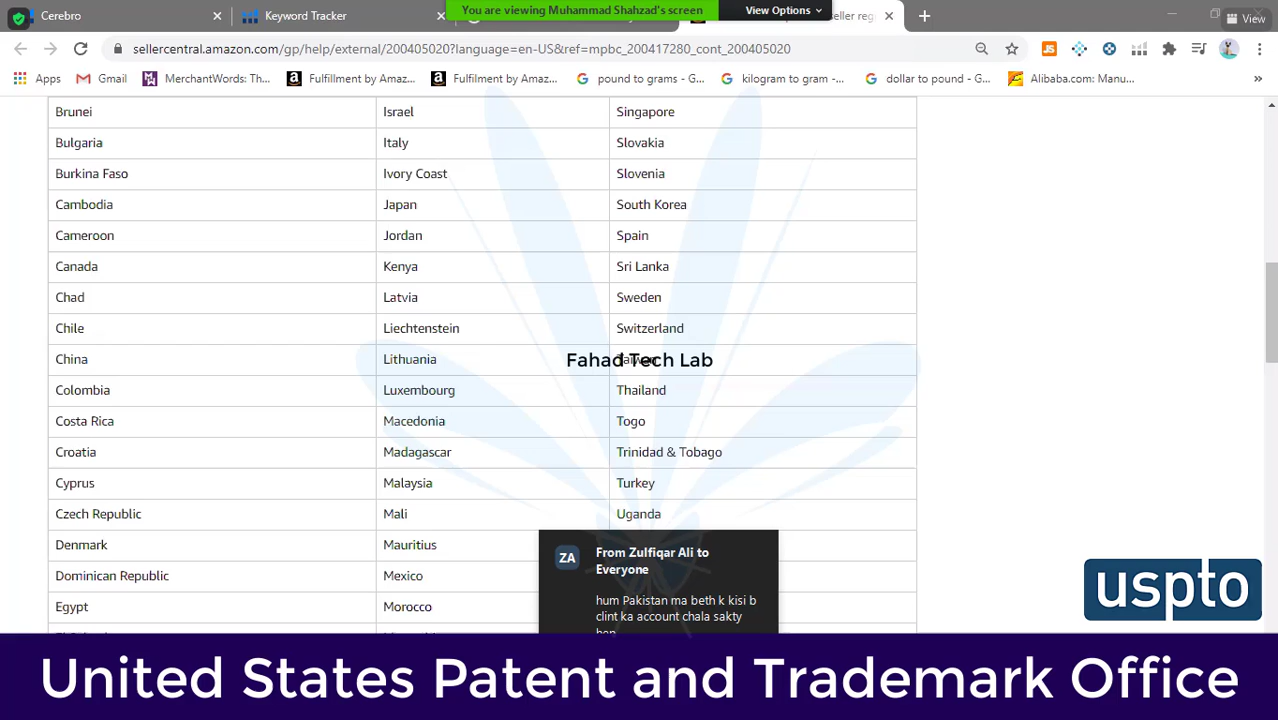 Cerebro
Keyword Tracker
You are viewing Muhammad Shahzad's screen
View Options
seller reg
View
sellercentral.amazon.com/gp/help/external/200405020?language=en-US&ref=mpbc_200417280_cont_200405020
Apps Gmail MerchantWords: Th... Fulfillment by Amaz... Fulfilment by Amaz... pound to grams - G... kilogram to gram -... dollar to pound - G... Alibaba.com: Manu... »
Brunei Israel Singapore
Bulgaria Italy Slovakia
Burkina Faso Ivory Coast Slovenia
Cambodia Japan South Korea
Cameroon Jordan Spain
Canada Kenya Sri Lanka
Chad Latvia Sweden
Chile Liechtenstein Switzerland
China Lithuania
Fahad Tech Lab
Colombia Luxembourg Thailand
Costa Rica Macedonia Togo
Croatia Madagascar Trinidad & Tobago
Cyprus Malaysia Turkey
Czech Republic Mali Uganda
Denmark Mauritius
Dominican Republic Mexico
Egypt Morocco
ZA
From Zulfiqar Ali to
Everyone
hum Pakistan ma beth k kisi b
clint ka account chala sakty
hen
uspto
United States Patent and Trademark Office